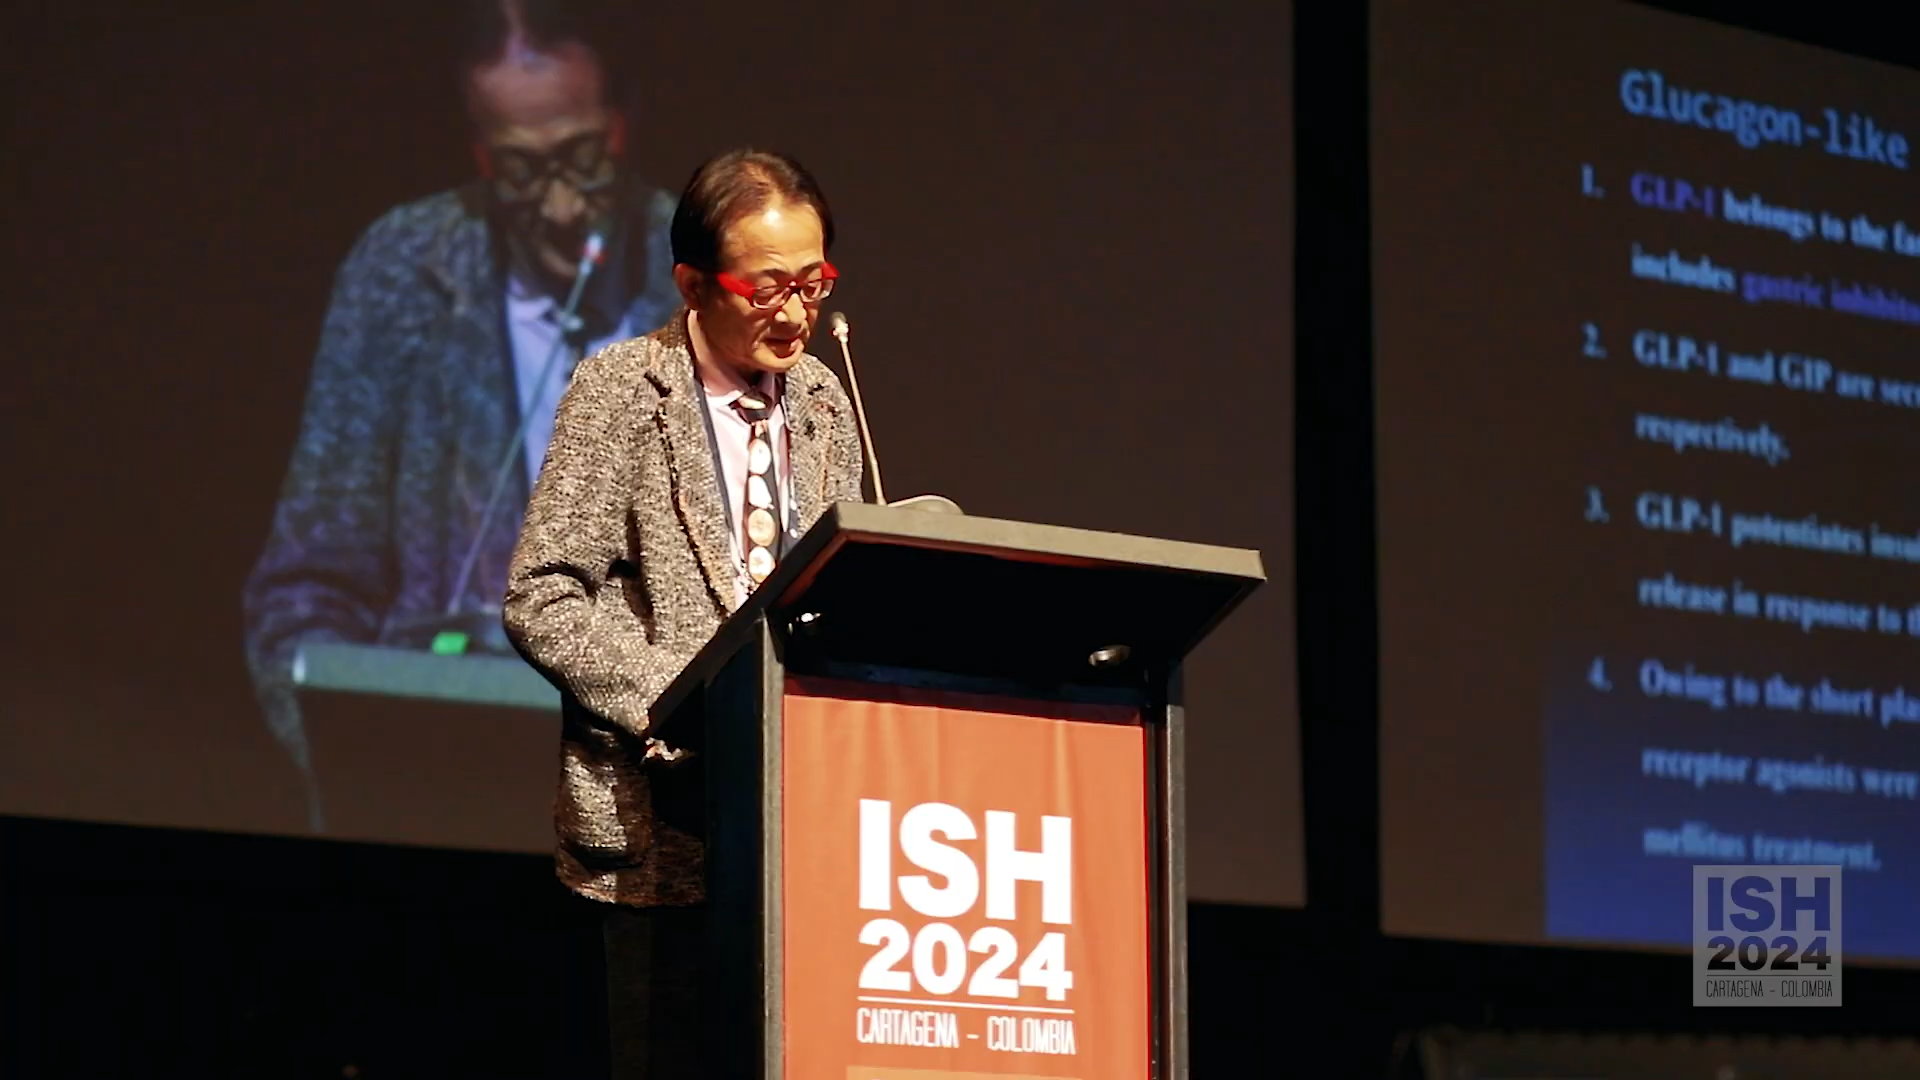 Glucagon-like
1. GLP-1 belongs to the
includes gastric
2. GLP-1 and GIP are
respectively.
3. GLP-1 potentiates
release in response to
4. Owing to the short
receptor agonists were
mellitus treatment.
ISH
2024
CARTAGENA - COLOMBIA
ISH
2024
CARTAGENA - COLOMBIA